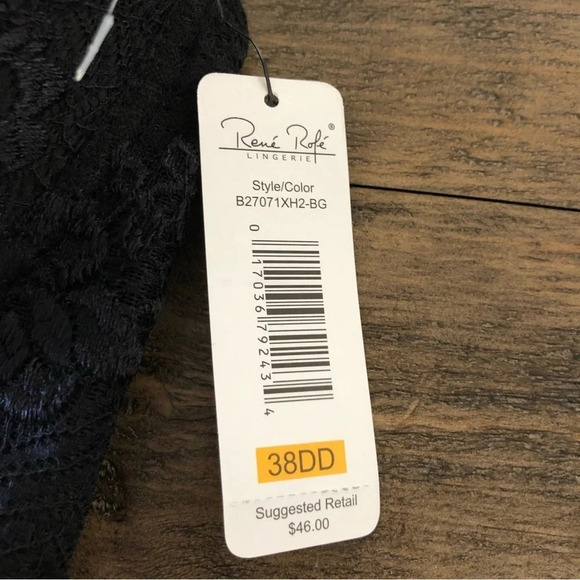 René Rofé®
LINGERIE
Style/Color
B27071XH2-BG
0 17036 79243 4
38DD
Suggested Retail
$46.00